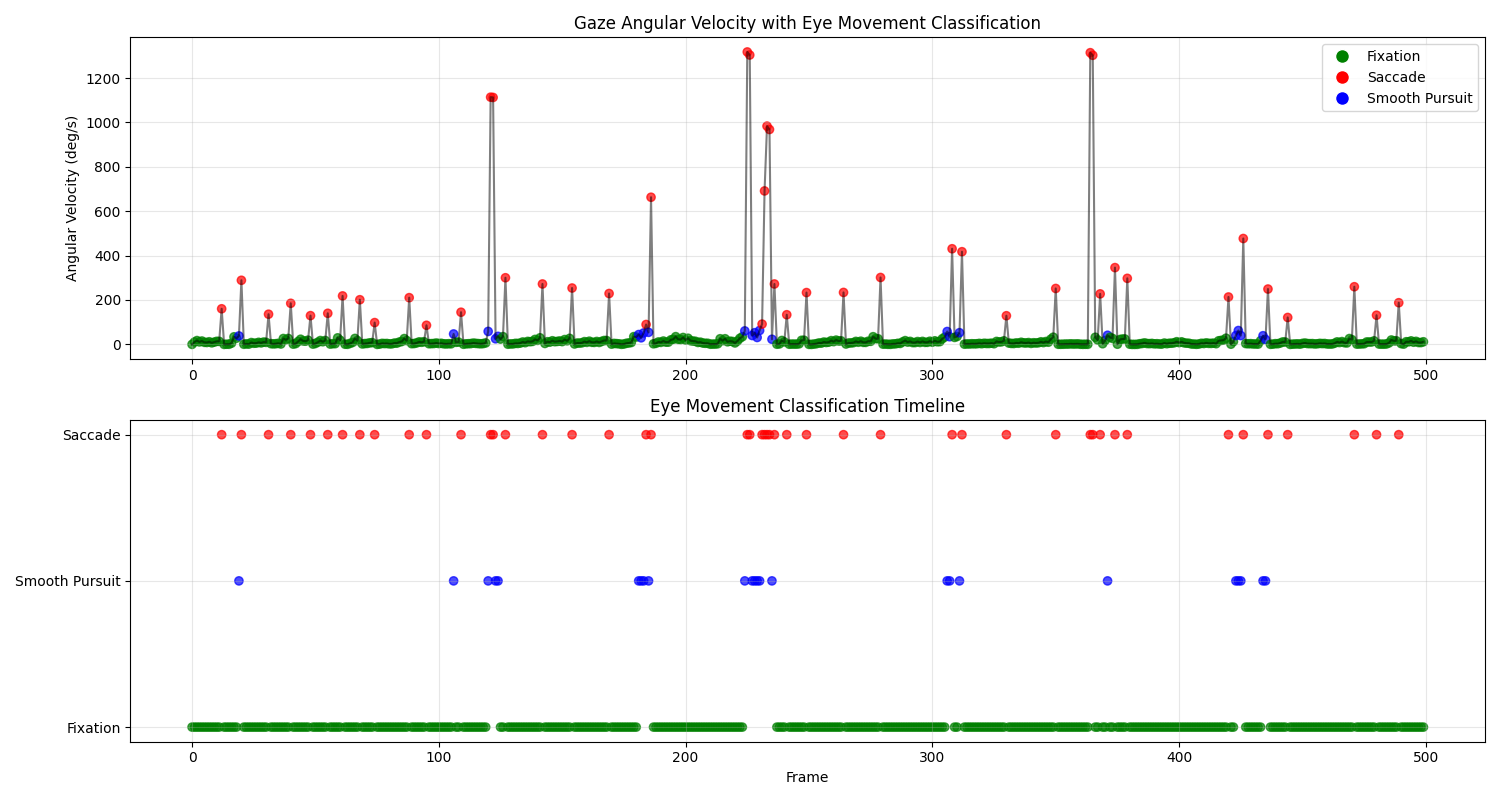 Gaze Angular Velocity with Eye Movement Classification
Angular Velocity (deg/s)
1200
1000
800
600
400
200
0
Fixation
Saccade
Smooth Pursuit
0 100 200 300 400 500
Eye Movement Classification Timeline
Saccade
Smooth Pursuit
Fixation
0 100 200 300 400 500
Frame